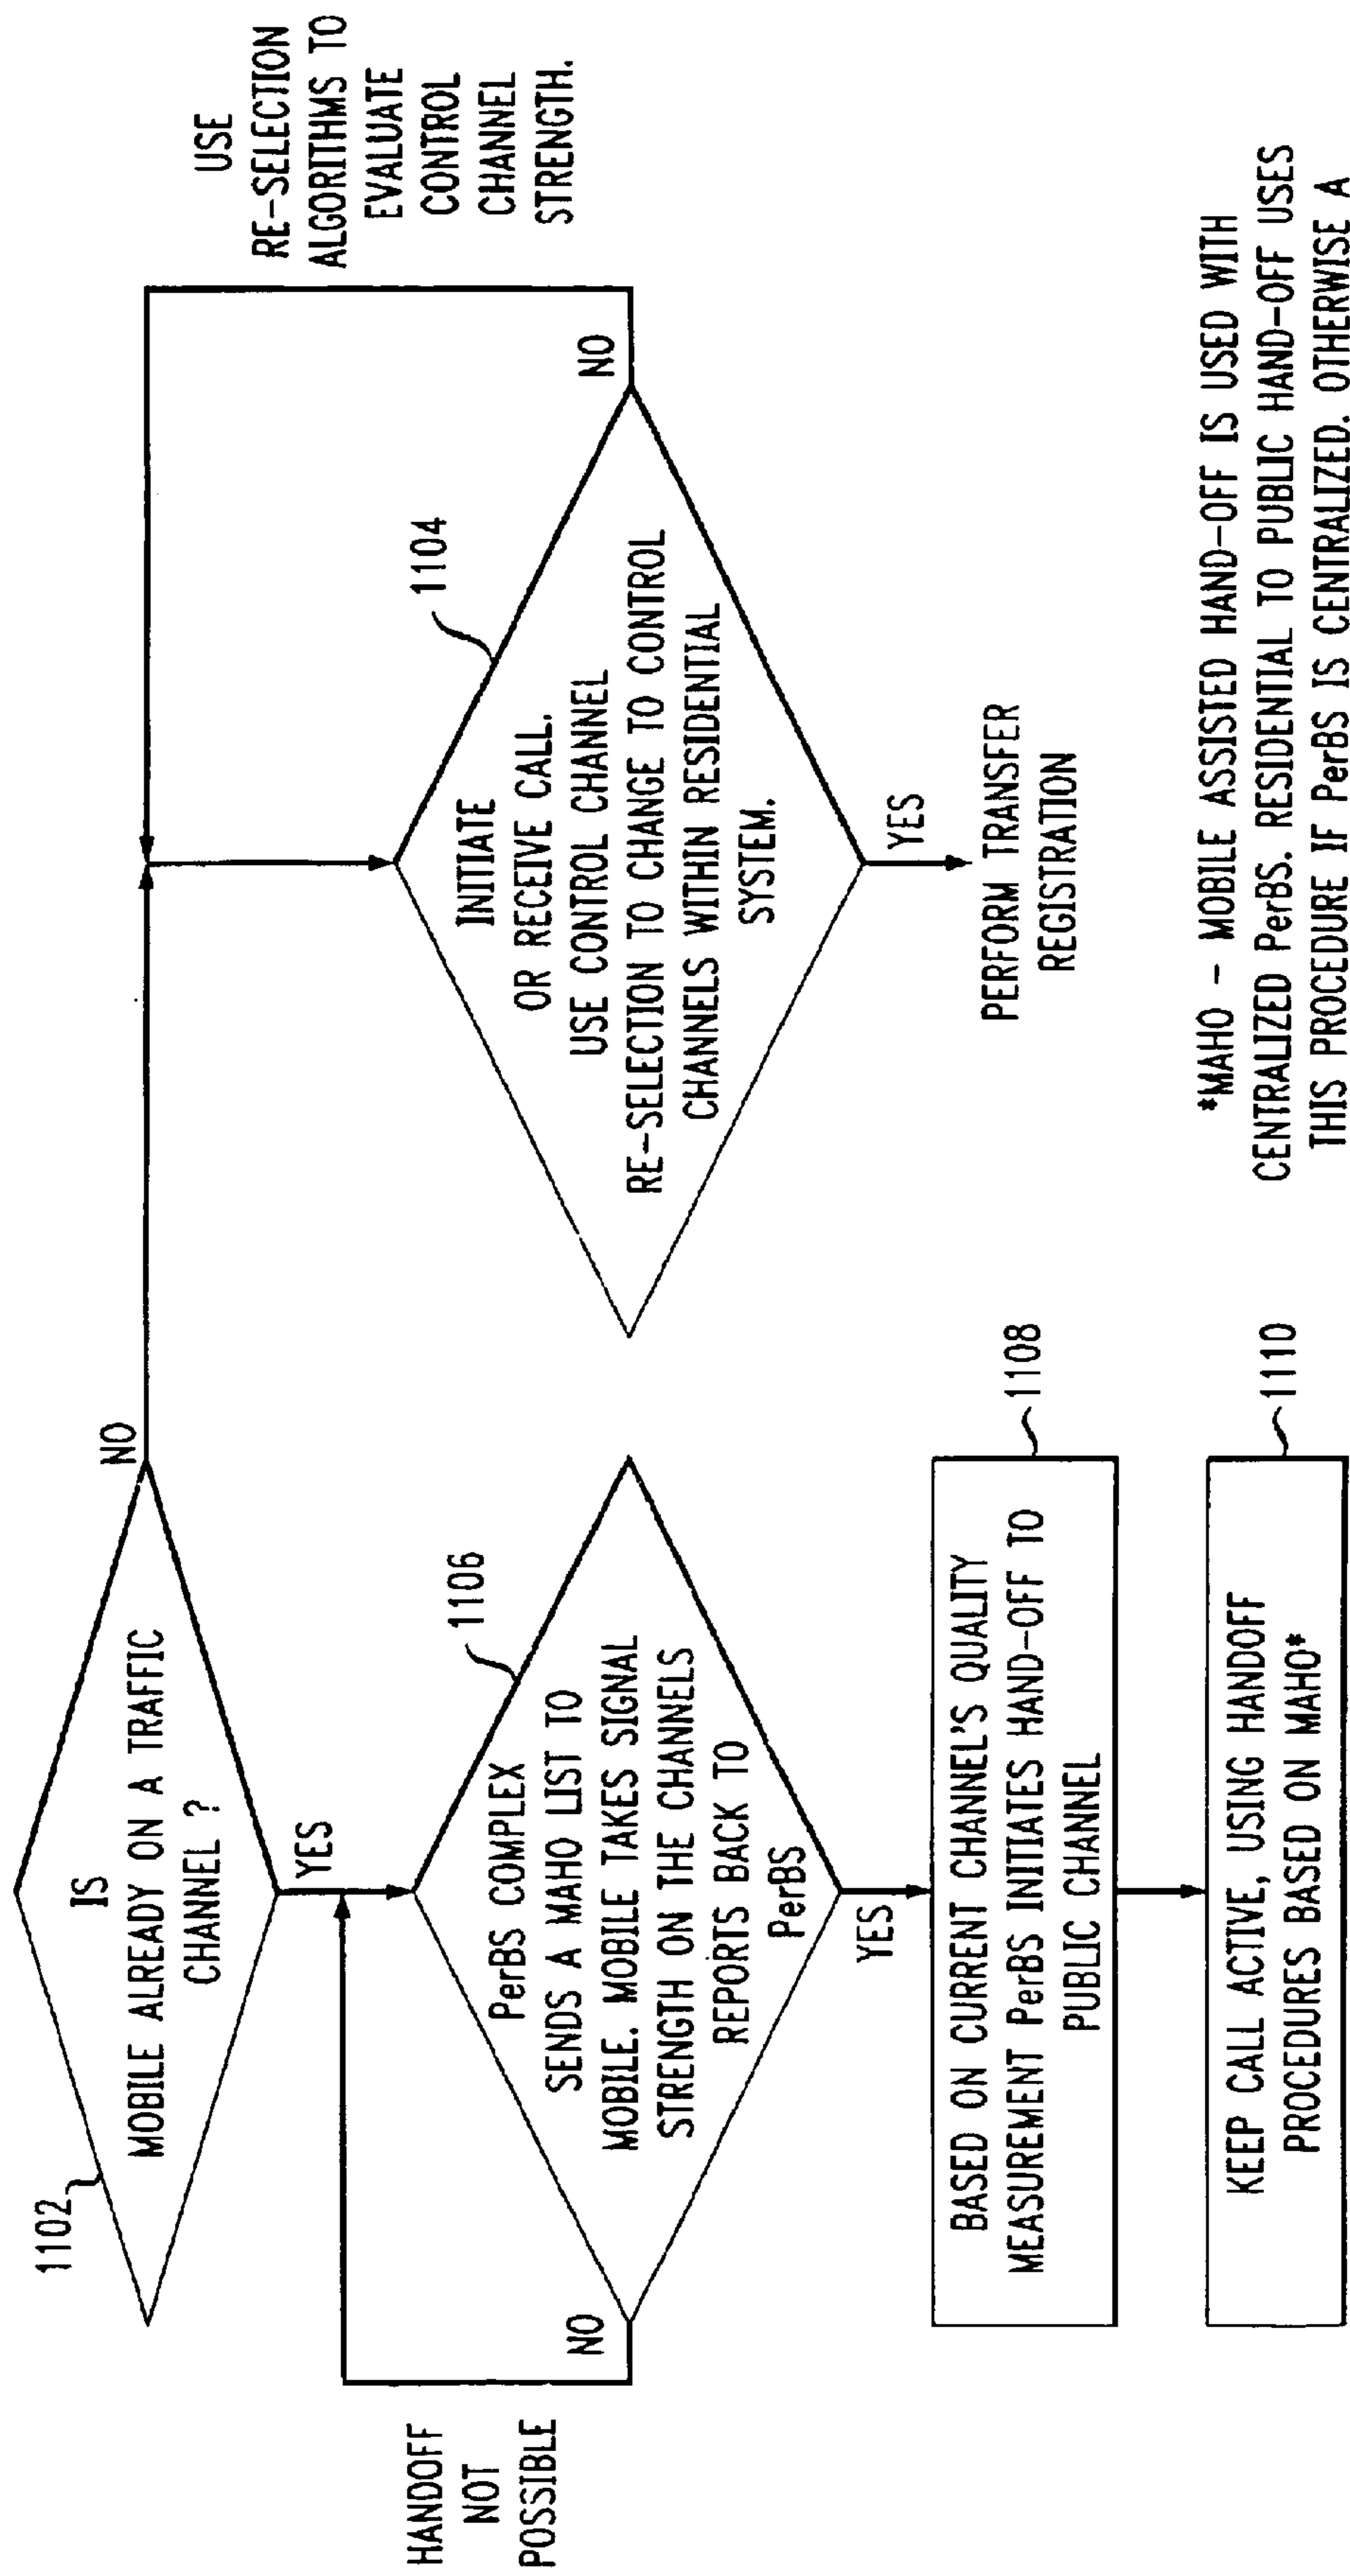 1102
IS
MOBILE ALREADY ON A TRAFFIC
CHANNEL ?
NO
YES
HANDOFF
NOT
POSSIBLE
NO
1106
PerBS COMPLEX
SENDS A MAHO LIST TO
MOBILE. MOBILE TAKES SIGNAL
STRENGTH ON THE CHANNELS
REPORTS BACK TO
PerBS
YES
1108
BASED ON CURRENT CHANNEL'S QUALITY
MEASUREMENT PerBS INITIATES HAND-OFF TO
PUBLIC CHANNEL
1110
KEEP CALL ACTIVE, USING HANDOFF
PROCEDURES BASED ON MAHO*
USE
RE-SELECTION
ALGORITHMS TO
EVALUATE
CONTROL
CHANNEL
STRENGTH.
NO
1104
INITIATE
OR RECEIVE CALL.
USE CONTROL CHANNEL
RE-SELECTION TO CHANGE TO CONTROL
CHANNELS WITHIN RESIDENTIAL
SYSTEM.
YES
PERFORM TRANSFER
REGISTRATION
*MAHO - MOBILE ASSISTED HAND-OFF IS USED WITH
CENTRALIZED PerBS. RESIDENTIAL TO PUBLIC HAND-OFF USES
THIS PROCEDURE IF PerBS IS CENTRALIZED. OTHERWISE A